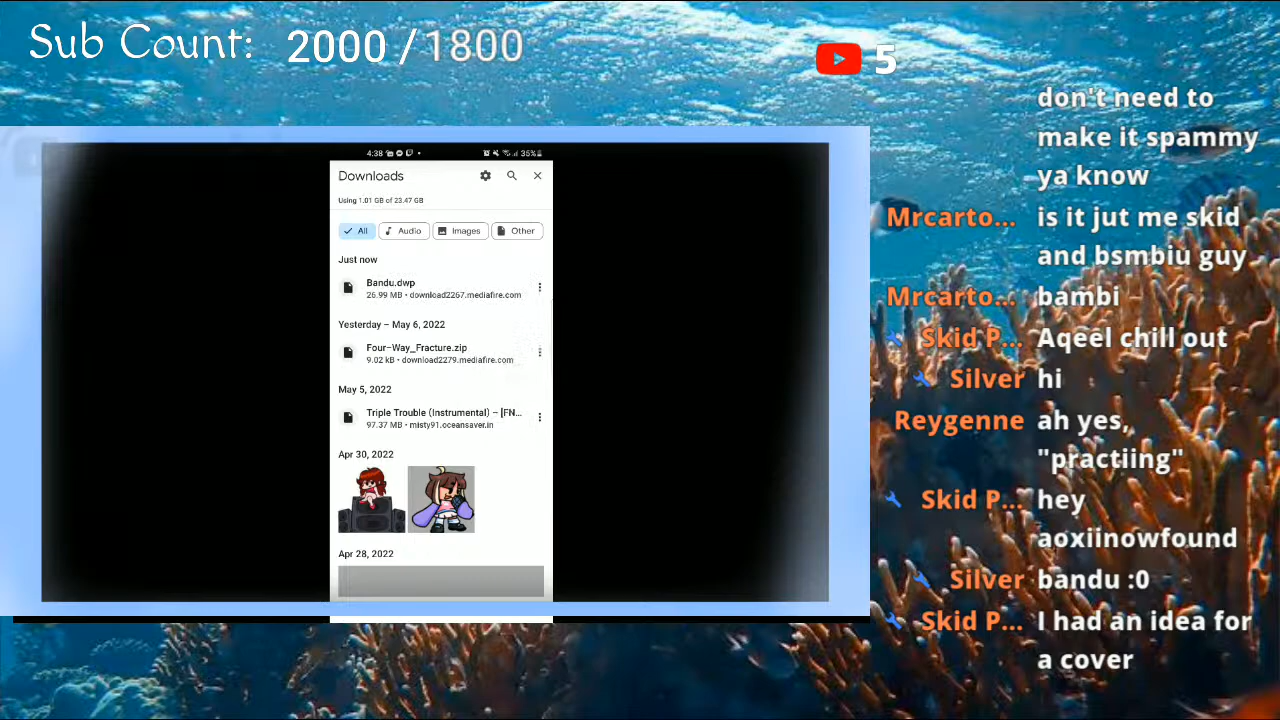 Sub Count: 2000 / 1800
5
4:38
35%
Downloads
Using 1.01 GB of 23.47 GB
All
Audio
Images
Other
Just now
Bandu.dwp
26.99 MB • download2267.mediafire.com
Yesterday – May 6, 2022
Four-Way_Fracture.zip
9.02 kB • download2279.mediafire.com
May 5, 2022
Triple Trouble (Instrumental) – [FN...
97.37 MB • misty91.oceansaver.in
Apr 30, 2022
Apr 28, 2022
don't need to
make it spammy
ya know
Mrcarto... is it jut me skid
and bsmbiu guy
Mrcarto... bambi
Skid P... Aqeel chill out
Silver hi
Reygenne ah yes,
"practiing"
Skid P... hey
aoxiinowfound
Silver bandu :0
Skid P... I had an idea for
a cover